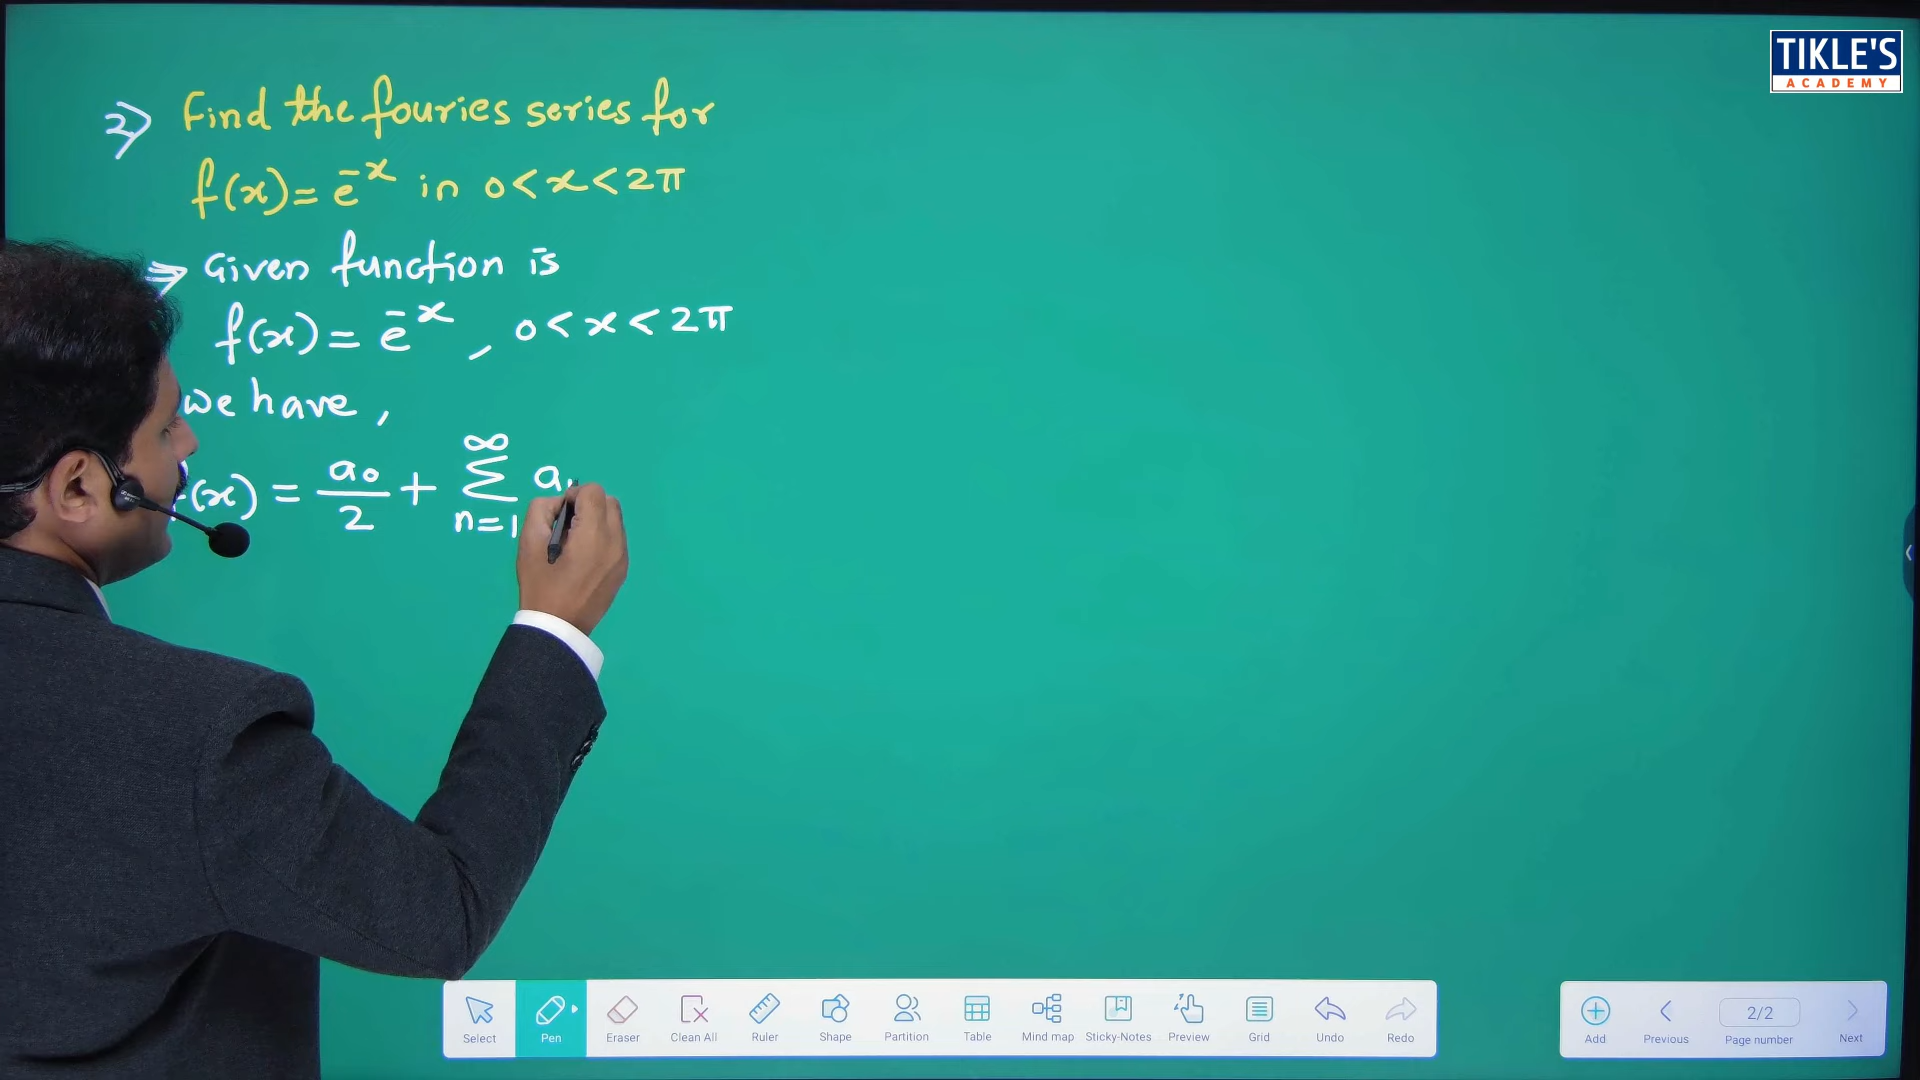 TIKLE'S
ACADEMY
2) Find the fouries series for
f(x) = e^-x in 0 < x < 2π
⇒ Given function is
f(x) = e^-x , 0 < x < 2π
we have ,
f(x) = a0/2 + ∞ Σ n=1 a
Select Pen Eraser Clean All Ruler Shape Partition Table Mind map Sticky-Notes Preview Grid Undo Redo
Add Previous 2/2 Page number Next